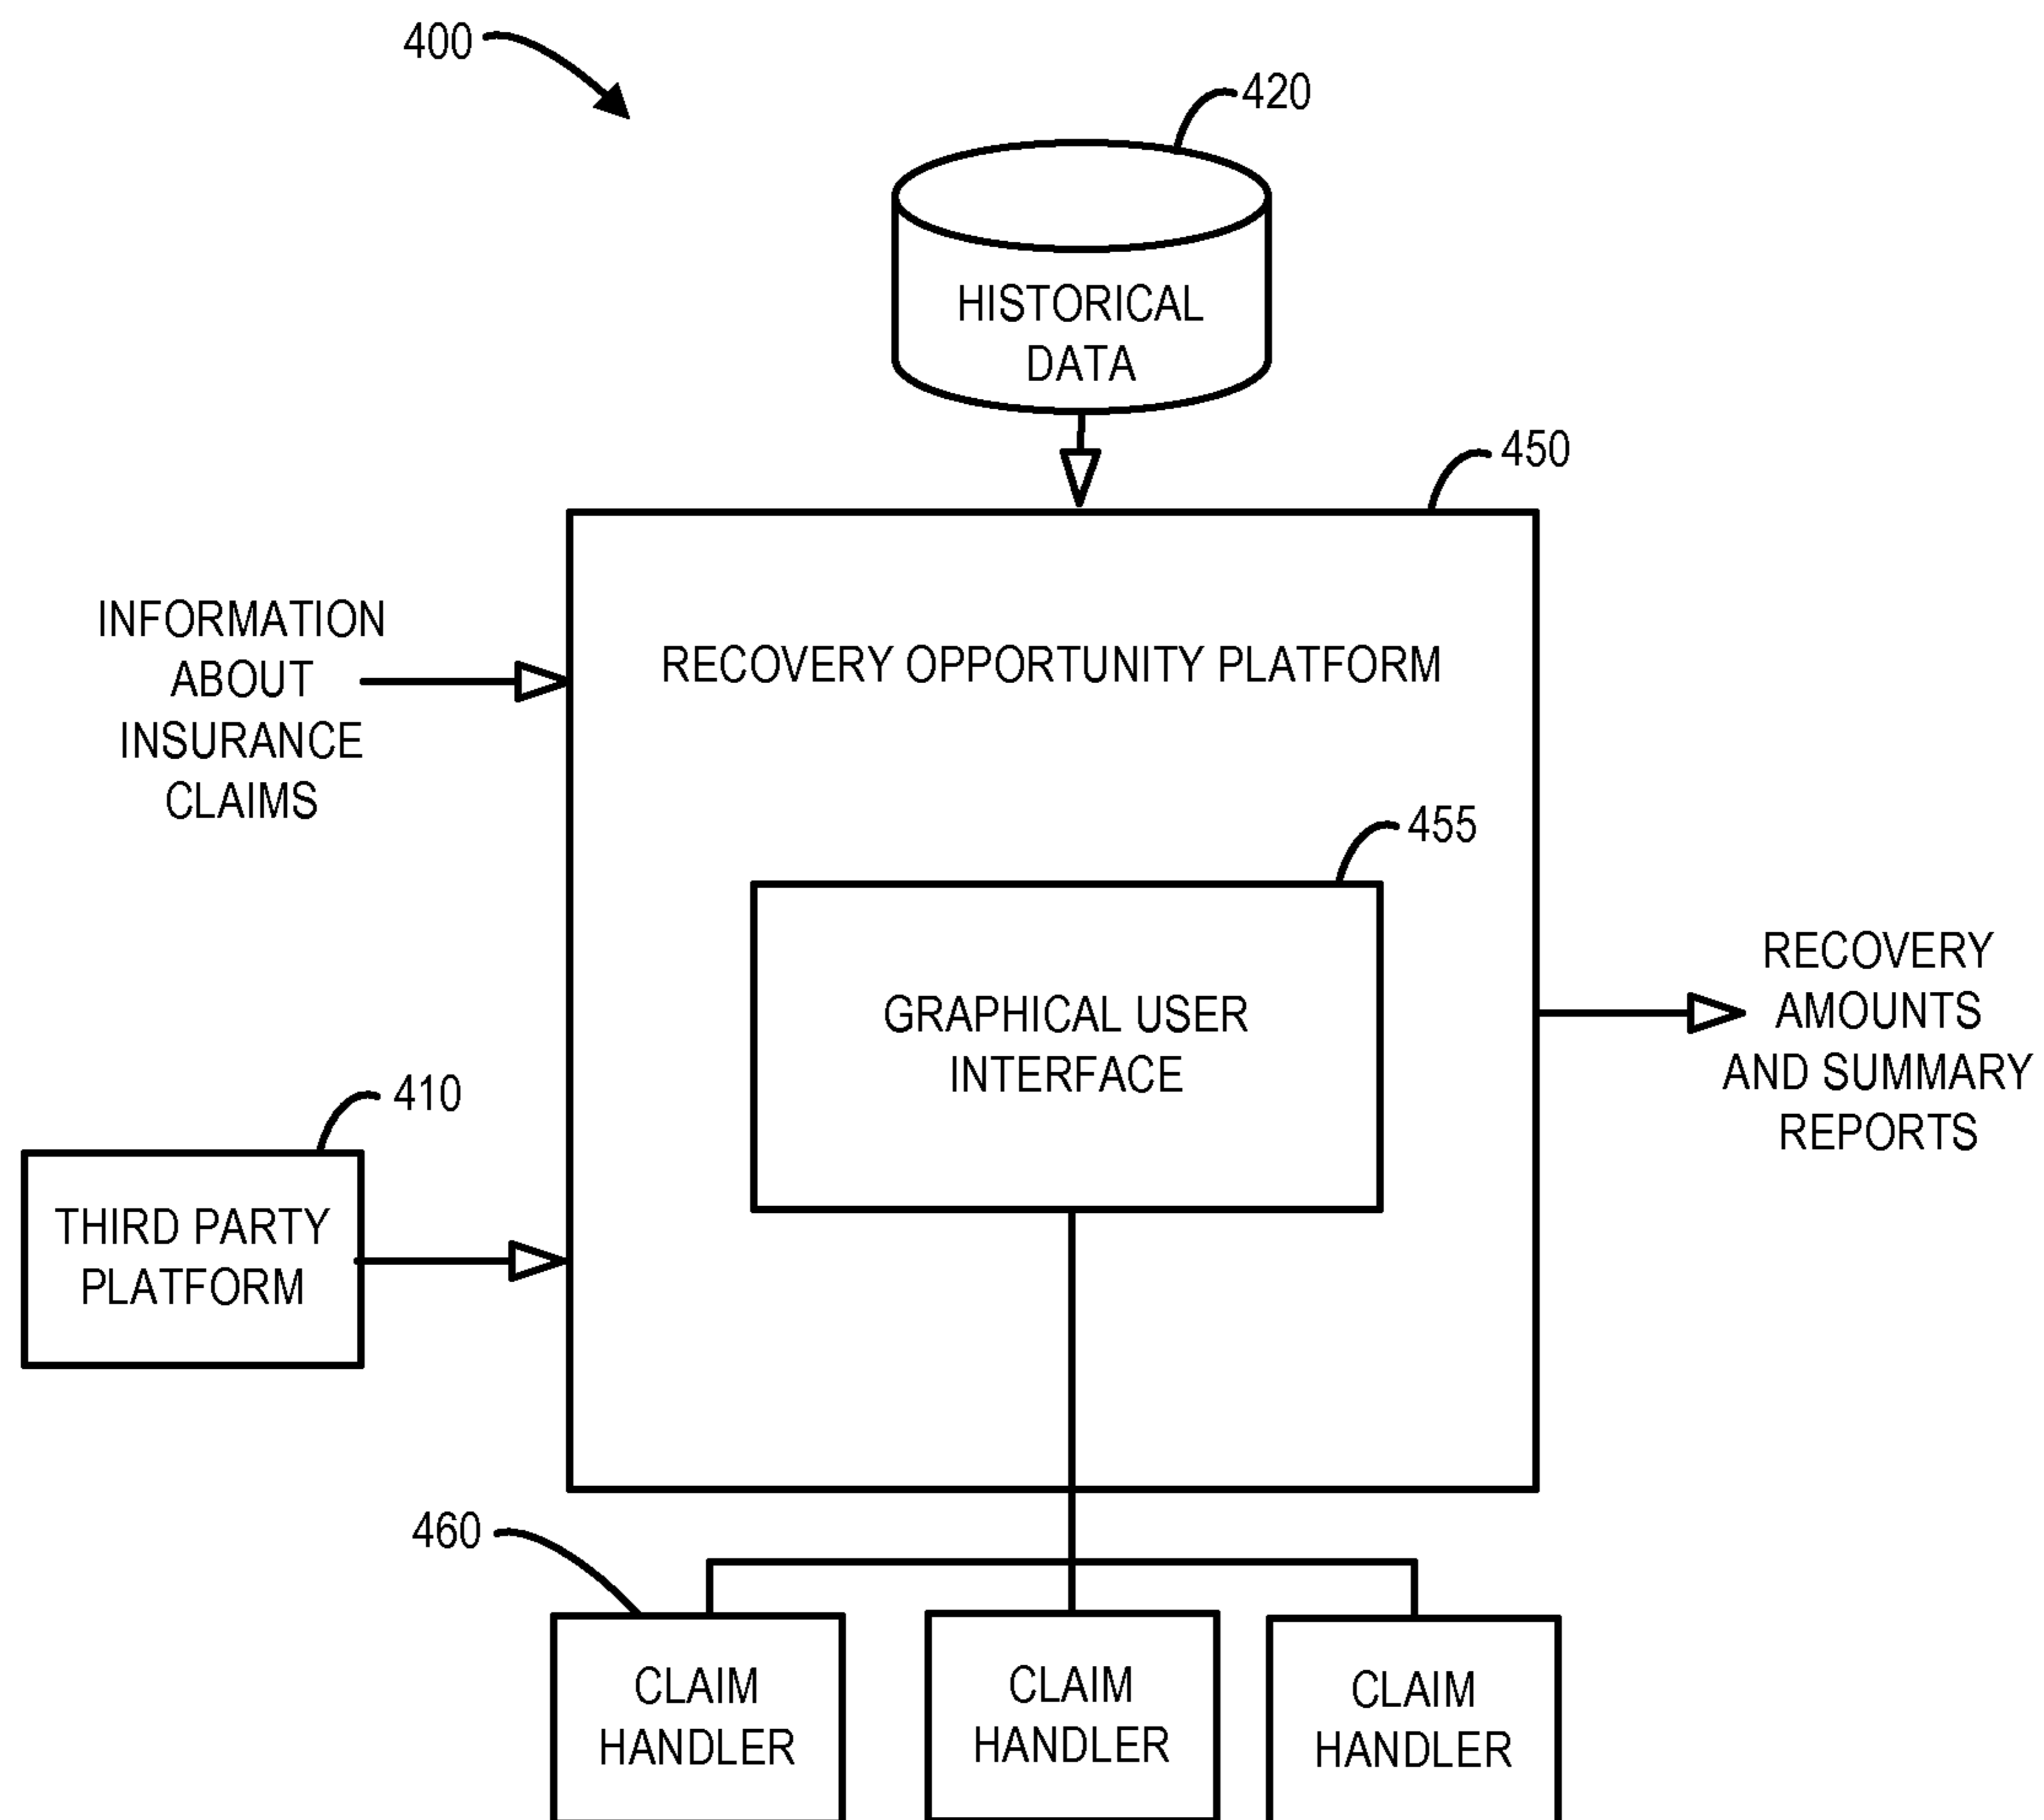 400
420
HISTORICAL
DATA
450
INFORMATION
ABOUT
INSURANCE
CLAIMS
RECOVERY OPPORTUNITY PLATFORM
455
GRAPHICAL USER
INTERFACE
RECOVERY
AMOUNTS
AND SUMMARY
REPORTS
410
THIRD PARTY
PLATFORM
460
CLAIM
HANDLER
CLAIM
HANDLER
CLAIM
HANDLER